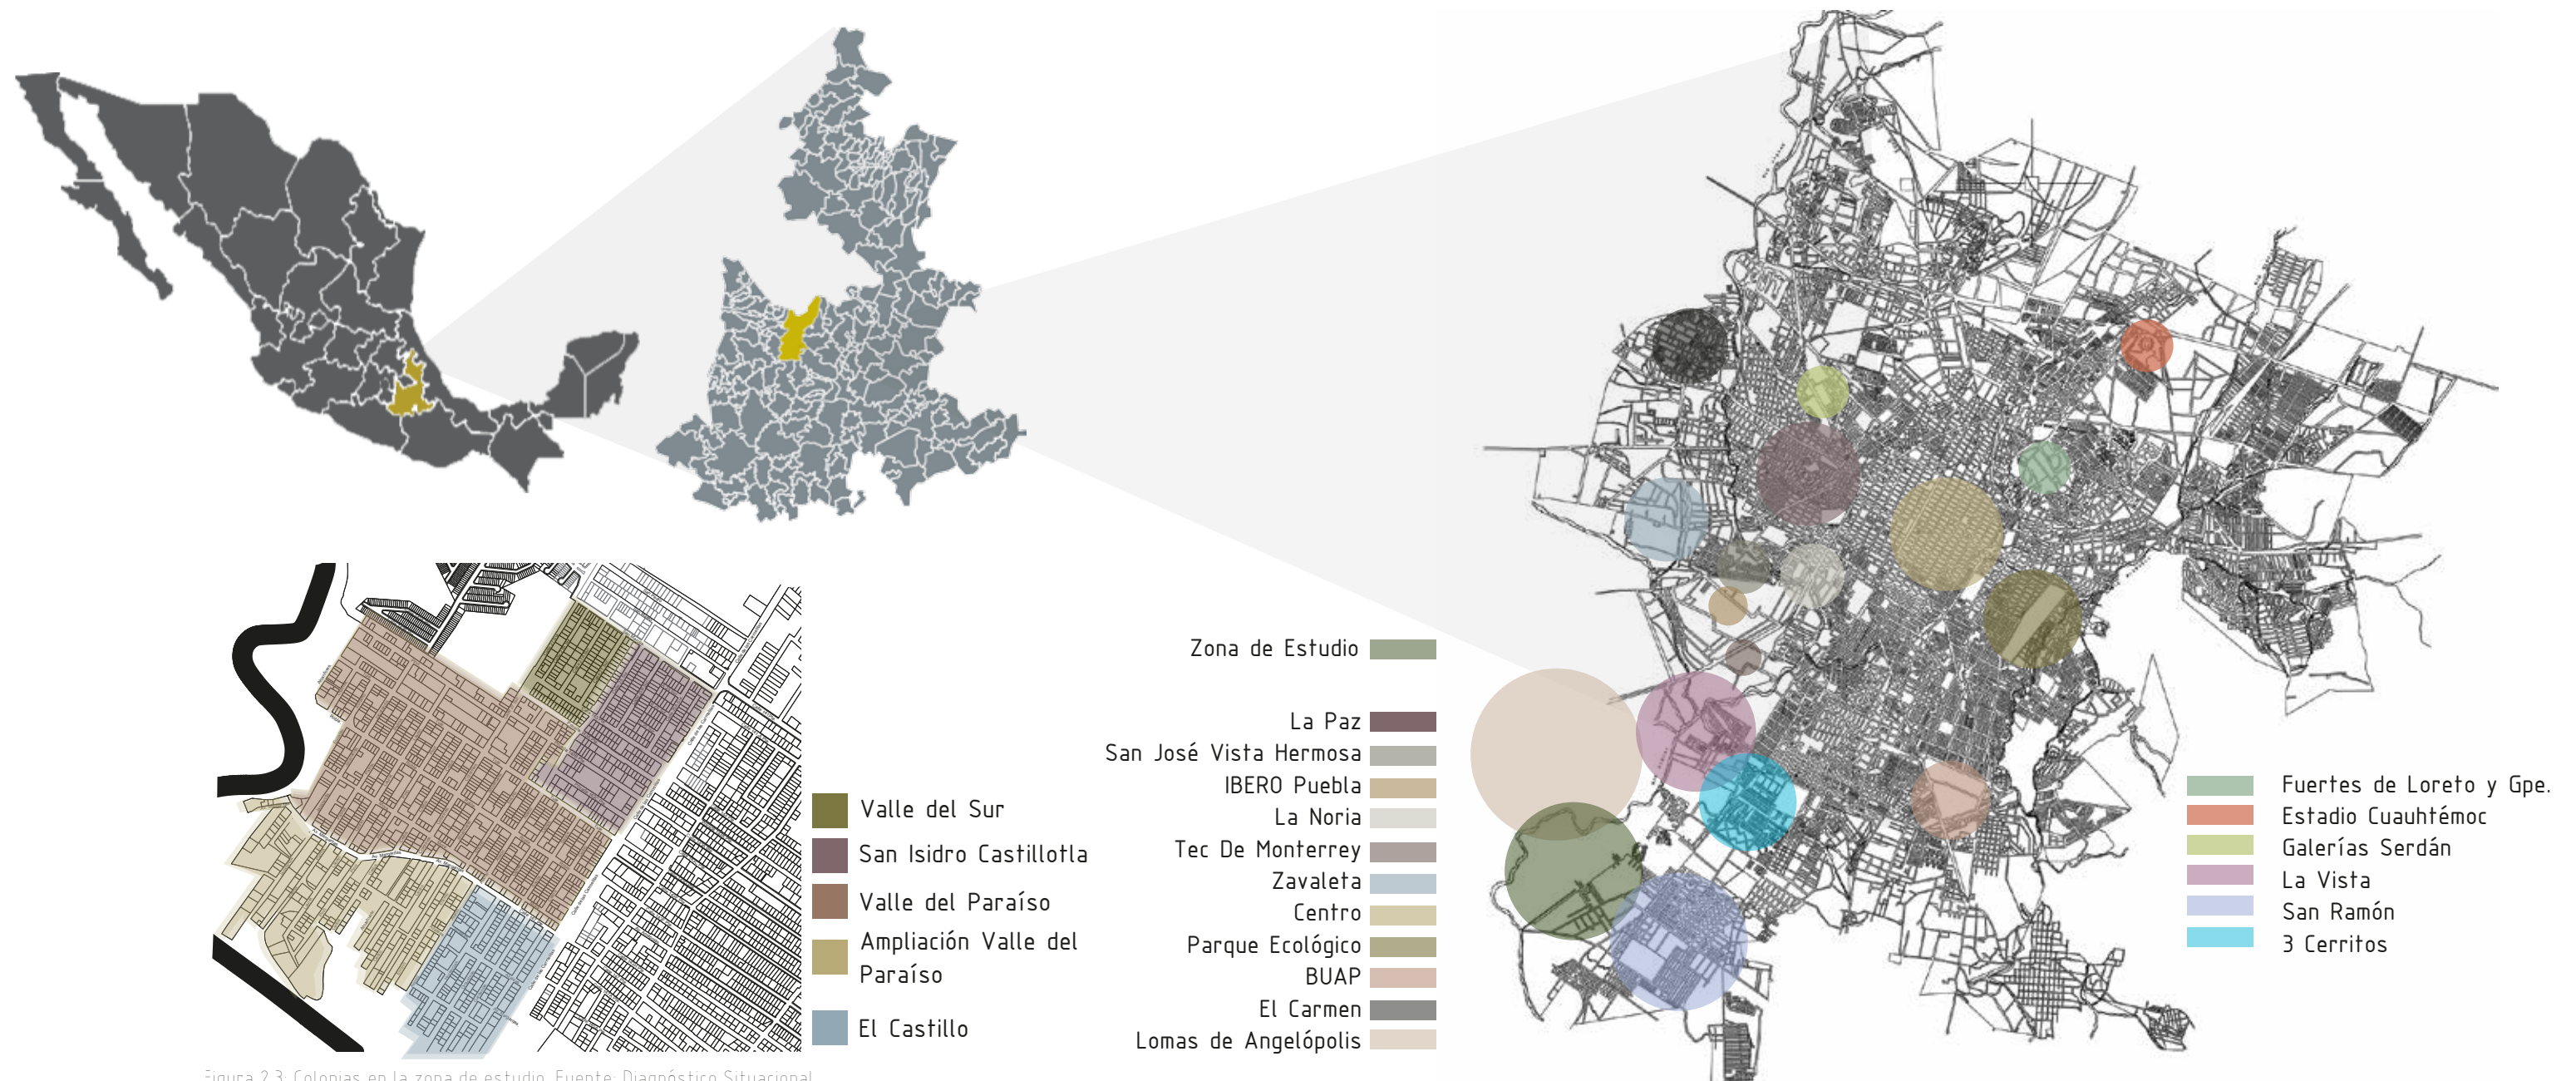 Valle del Sur
San Isidro Castillotla
Valle del Paraíso
Ampliación Valle del
Paraíso
El Castillo
Figura 2.3: Colonias en la zona de estudio. Fuente: Diagnóstico Situacional
Zona de Estudio
La Paz
San José Vista Hermosa
IBERO Puebla
La Noria
Tec De Monterrey
Zavaleta
Centro
Parque Ecológico
BUAP
El Carmen
Lomas de Angelópolis
Fuertes de Loreto y Gpe.
Estadio Cuauhtémoc
Galerías Serdán
La Vista
San Ramón
3 Cerritos